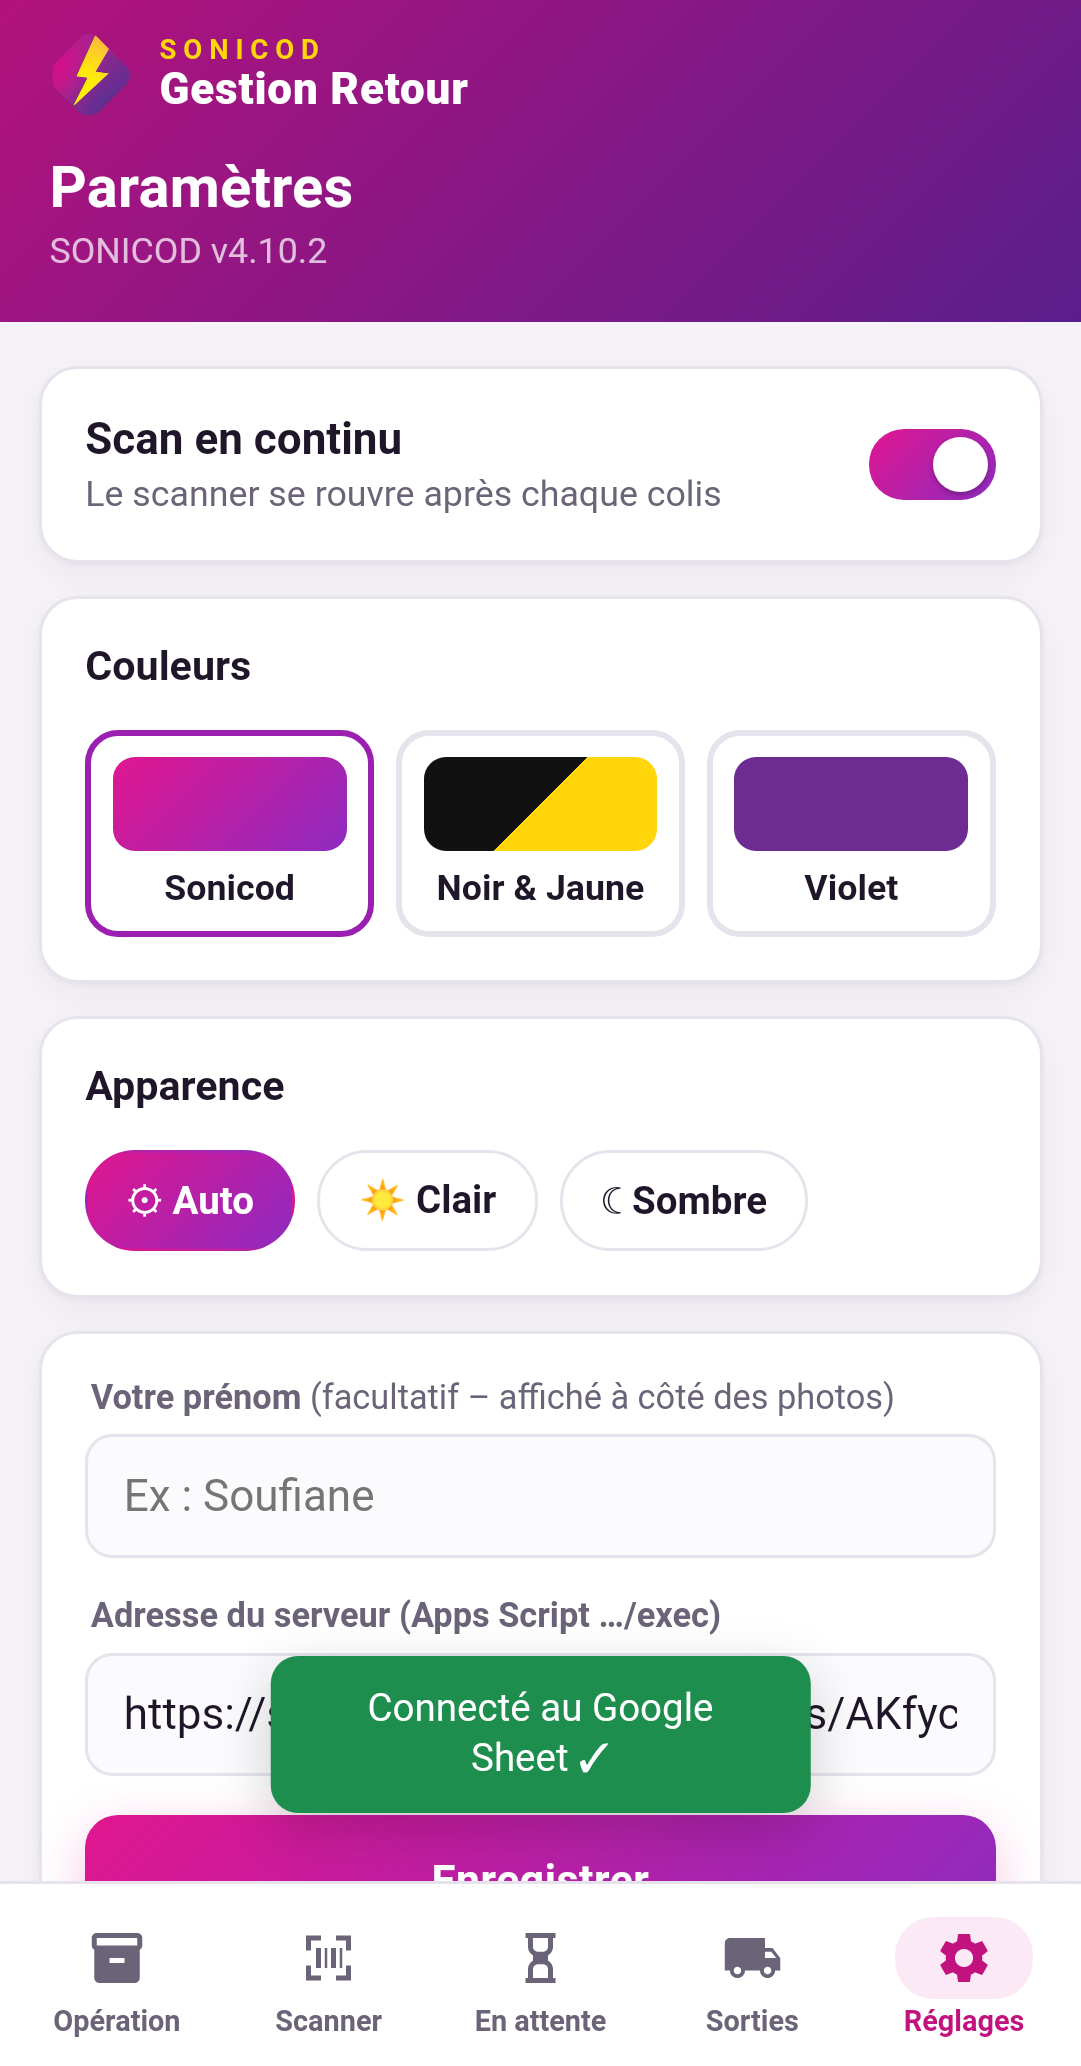 SONICOD
Gestion Retour
Paramètres
SONICOD v4.10.2
Scan en continu
Le scanner se rouvre après chaque colis
Couleurs
Sonicod
Noir & Jaune
Violet
Apparence
Auto
Clair
Sombre
Votre prénom (facultatif – affiché à côté des photos)
Ex : Soufiane
Adresse du serveur (Apps Script .../exec)
https://s
s/AKfyc
Connecté au Google
Sheet ✓
Enregistrer
Opération
Scanner
En attente
Sorties
Réglages